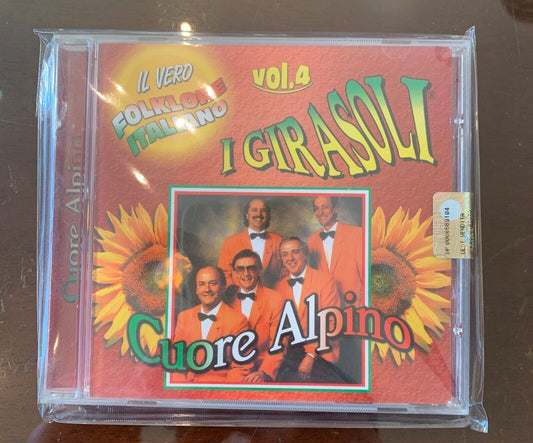 IL VERO
FOLKLORE
ITALIANO
vol.4
I GIRASOLI
Cuore Alpino
Cuore Alpino